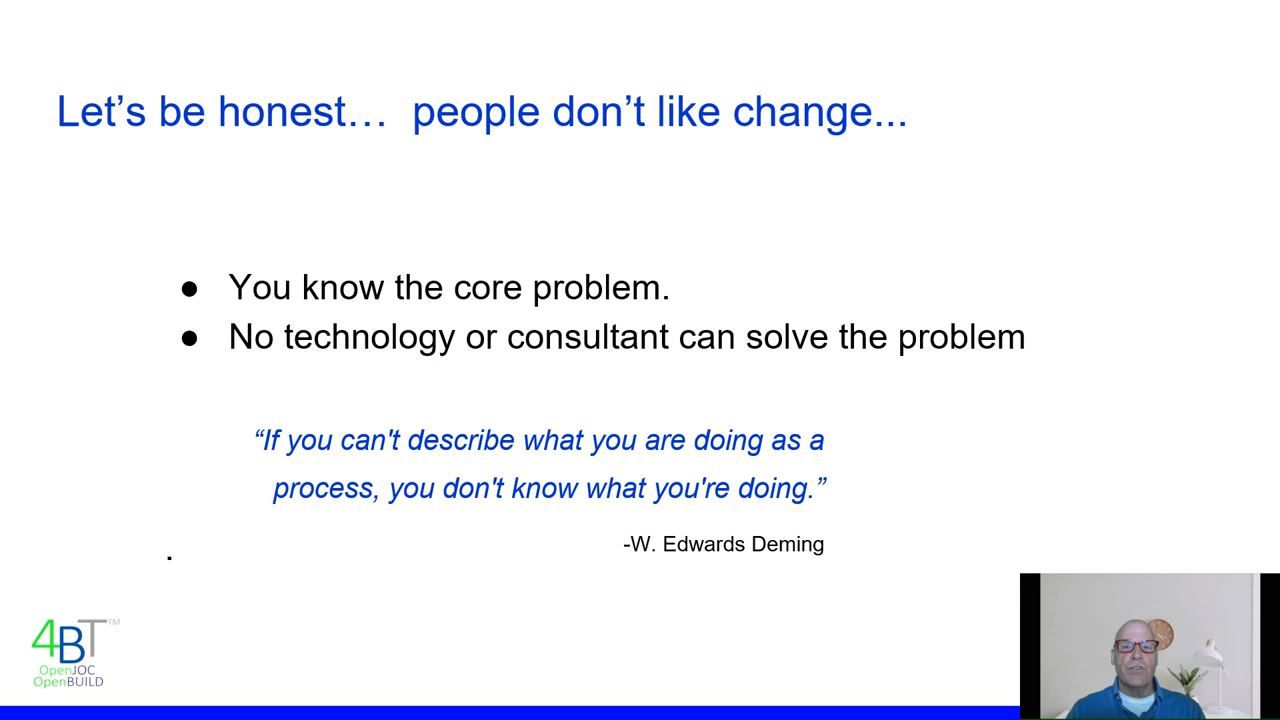 Let’s be honest… people don’t like change...
● You know the core problem.
● No technology or consultant can solve the problem
“If you can't describe what you are doing as a
process, you don't know what you're doing.”
-W. Edwards Deming
.
4BT™
OpenJOC
OpenBUILD